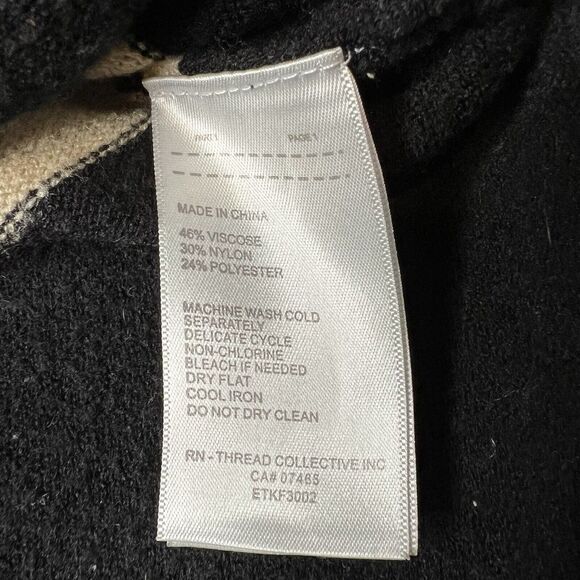 PART 1 PAGE 1
MADE IN CHINA
46% VISCOSE
30% NYLON
24% POLYESTER
MACHINE WASH COLD
SEPARATELY
DELICATE CYCLE
NON-CHLORINE
BLEACH IF NEEDED
DRY FLAT
COOL IRON
DO NOT DRY CLEAN
RN - THREAD COLLECTIVE INC
CA# 07465
ETKF3002